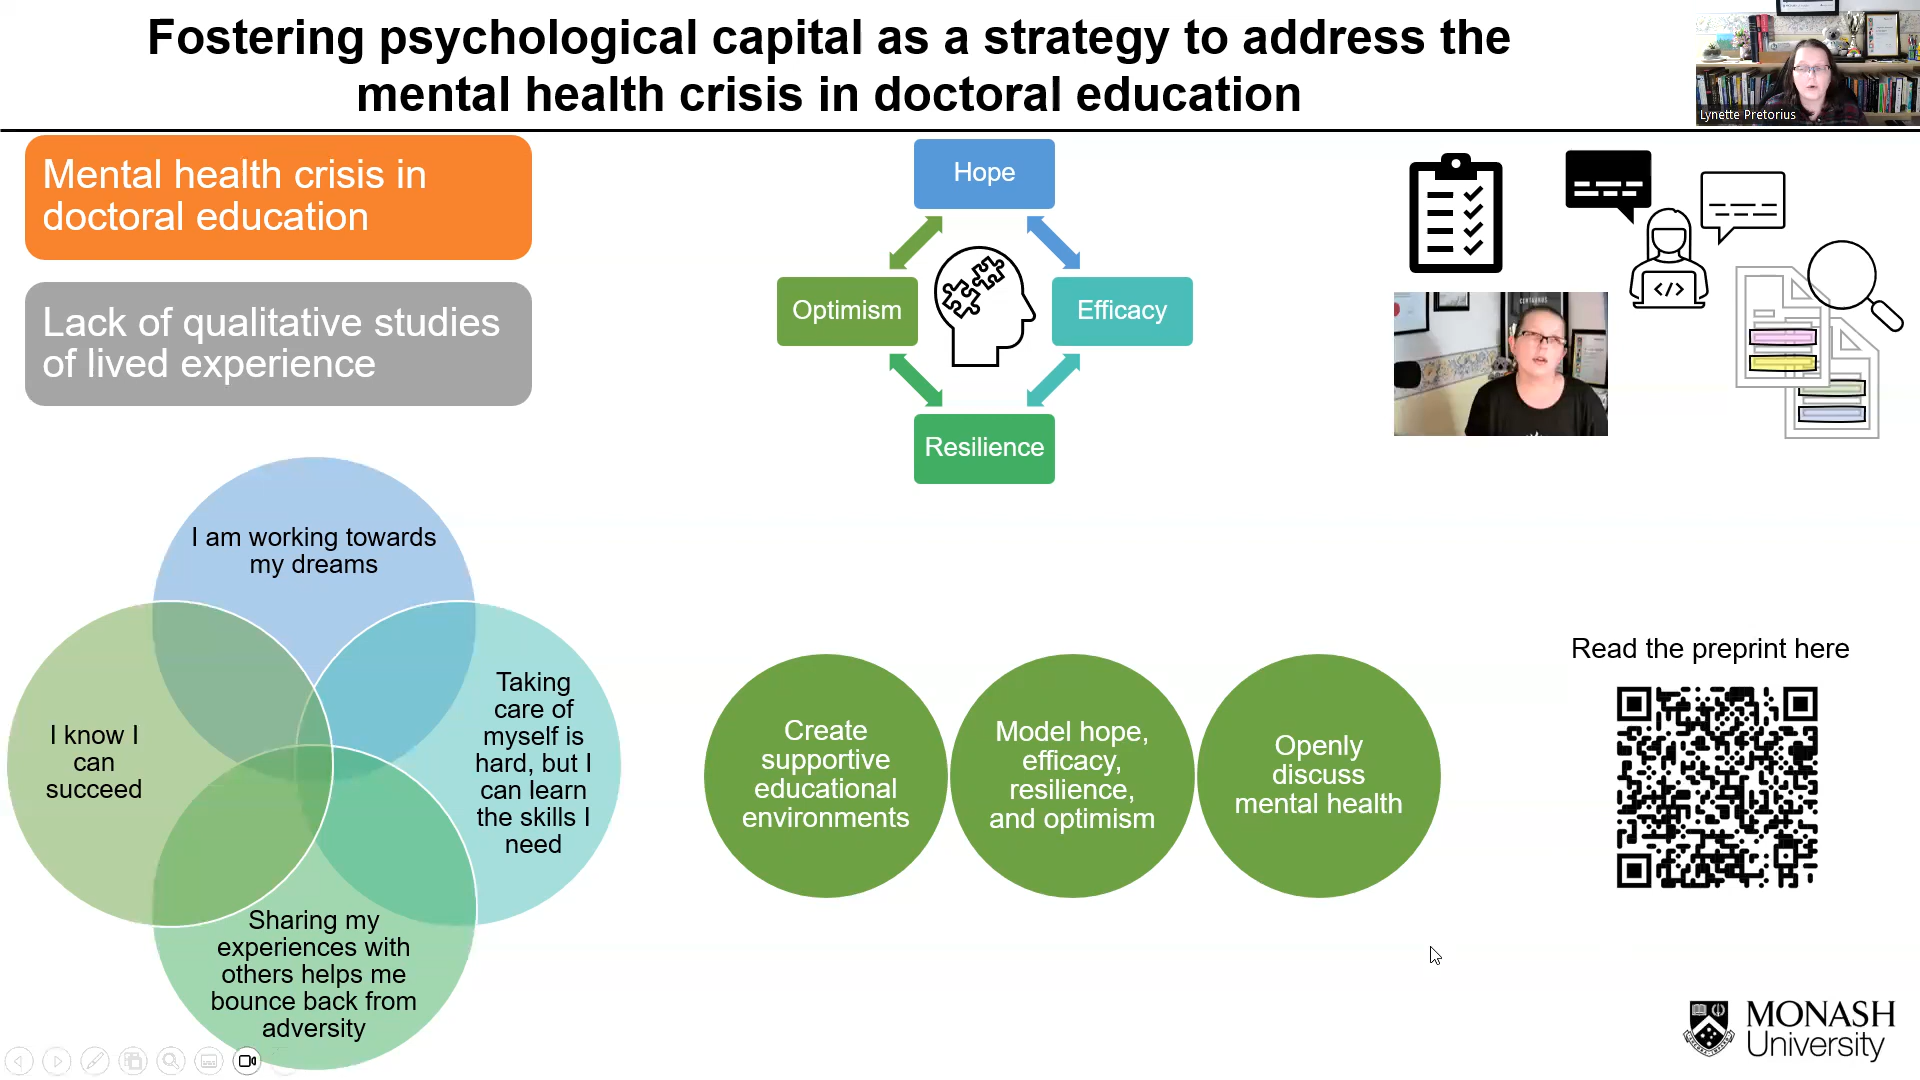 Fostering psychological capital as a strategy to address the
mental health crisis in doctoral education
Lynette Pretorius
Mental health crisis in
doctoral education
Lack of qualitative studies
of lived experience
Hope
Optimism
Efficacy
Resilience
</>
I am working towards
my dreams
I know I
can
succeed
Taking
care of
myself is
hard, but I
can learn
the skills I
need
Sharing my
experiences with
others helps me
bounce back from
adversity
Create
supportive
educational
environments
Model hope,
efficacy,
resilience,
and optimism
Openly
discuss
mental health
Read the preprint here
MONASH
University